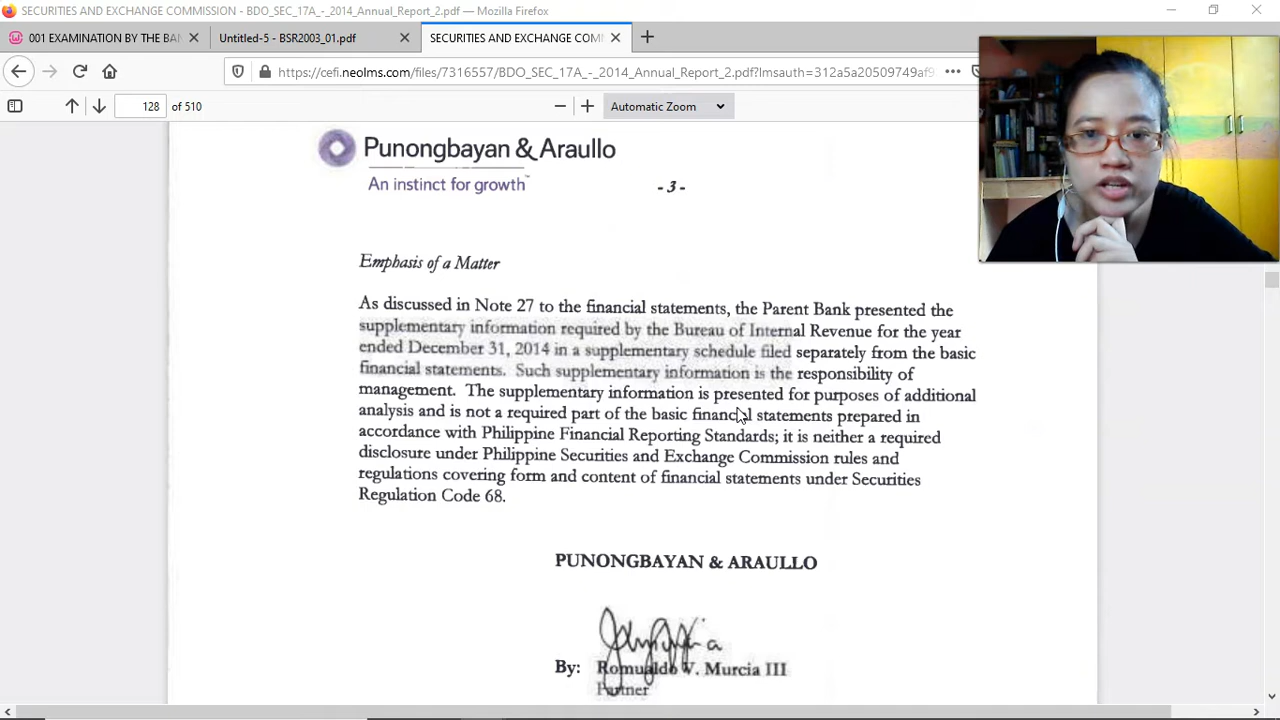 SECURITIES AND EXCHANGE COMMISSION - BDO_SEC_17A_-_2014_Annual_Report_2.pdf — Mozilla Firefox
001 EXAMINATION BY THE BA
Untitled-5 - BSR2003_01.pdf
SECURITIES AND EXCHANGE COM
https://cefi.neolms.com/files/7316557/BDO_SEC_17A_-_2014_Annual_Report_2.pdf?lmsauth=312a5a20509749af9
128 of 510
Automatic Zoom
Punongbayan & Araullo
An instinct for growth™
- 3 -
Emphasis of a Matter
As discussed in Note 27 to the financial statements, the Parent Bank presented the
supplementary information required by the Bureau of Internal Revenue for the year
ended December 31, 2014 in a supplementary schedule filed separately from the basic
financial statements. Such supplementary information is the responsibility of
management. The supplementary information is presented for purposes of additional
analysis and is not a required part of the basic financial statements prepared in
accordance with Philippine Financial Reporting Standards; it is neither a required
disclosure under Philippine Securities and Exchange Commission rules and
regulations covering form and content of financial statements under Securities
Regulation Code 68.
PUNONGBAYAN & ARAULLO
By: Romualdo V. Murcia III
Partner